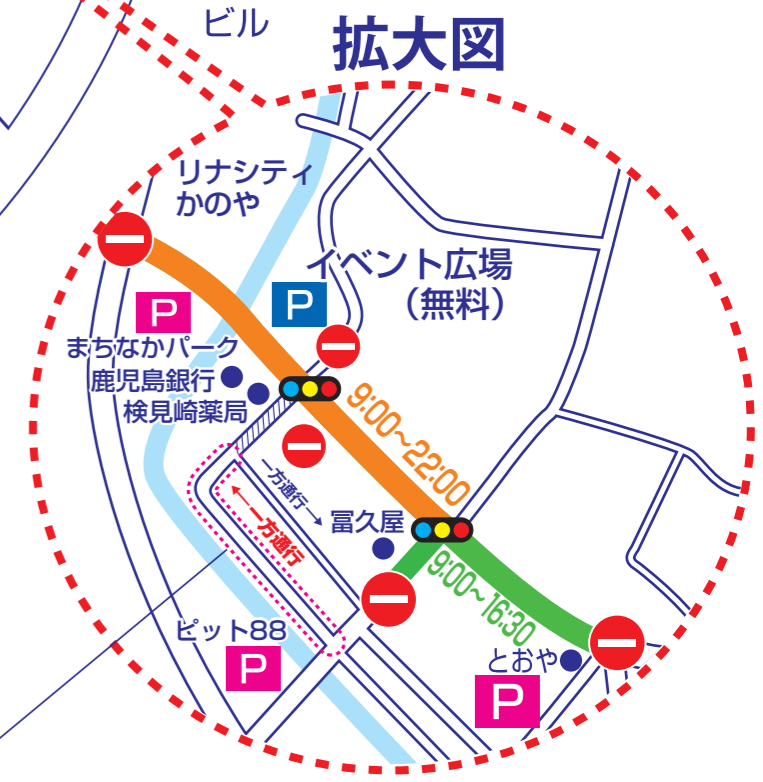 ビル
拡大図
リナシティ
かのや
イベント広場
（無料）
P
P
まちなかパーク
鹿児島銀行
検見崎薬局
9:00~22:00
一方通行
一方通行
冨久屋
9:00~16:30
ピット88
P
とおや
P